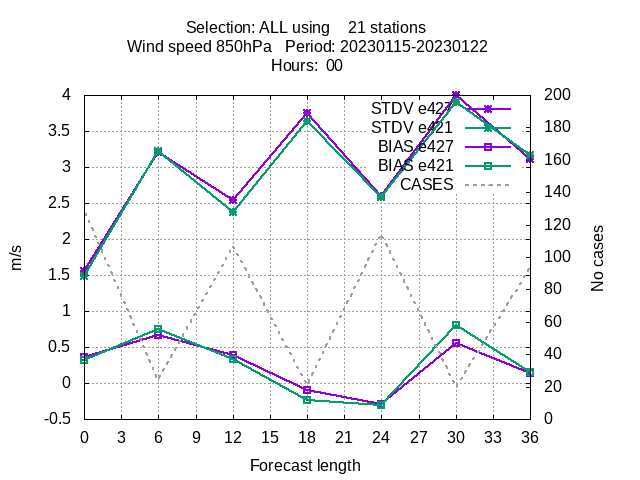 Selection: ALL using    21 stations
Wind speed 850hPa   Period: 20230115-20230122
Hours:  00
STDV e427
STDV e421
BIAS e427
BIAS e421
CASES
4
3.5
3
2.5
2
1.5
1
0.5
0
-0.5
m/s
200
180
160
140
120
100
80
60
40
20
0
No cases
0 3 6 9 12 15 18 21 24 27 30 33 36
Forecast length